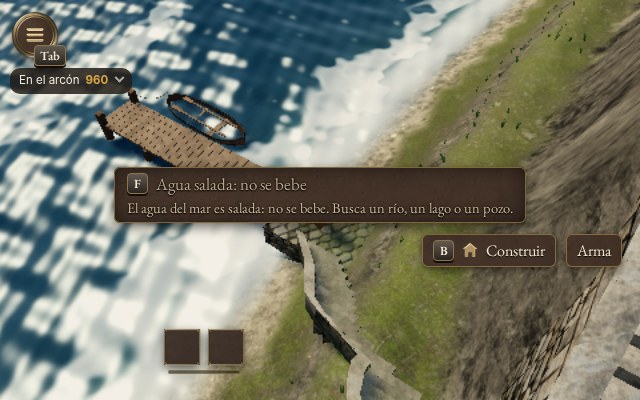 Tab
En el arcón 960
F Agua salada: no se bebe
El agua del mar es salada: no se bebe. Busca un río, un lago o un pozo.
B Construir
Arma